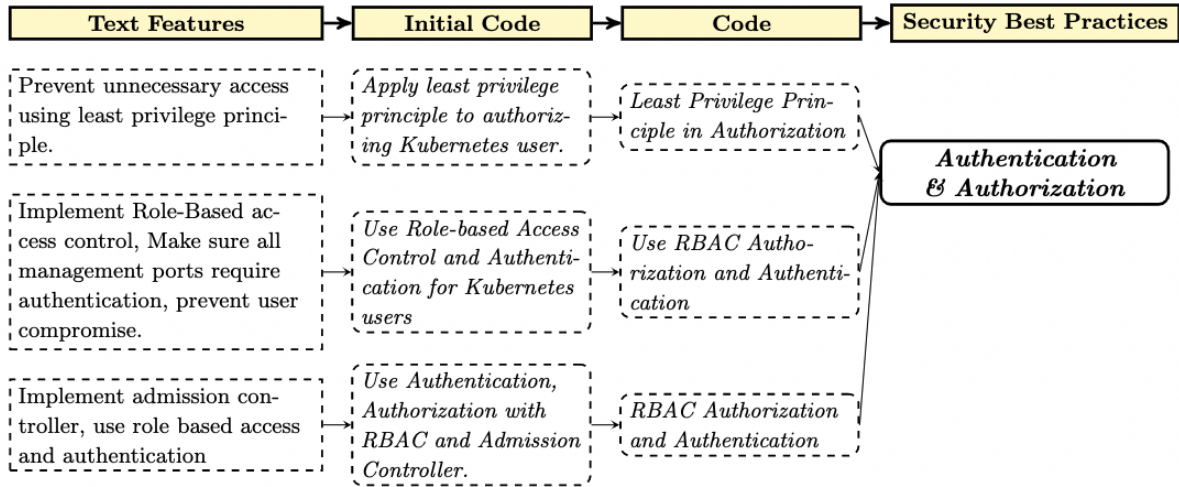 Text Features
Initial Code
Code
Security Best Practices
Prevent unnecessary access
using least privilege princi-
ple.
Apply least privilege
principle to authoriz-
ing Kubernetes user.
Least Privilege Prin-
ciple in Authorization
Authentication
& Authorization
Implement Role-Based ac-
cess control, Make sure all
management ports require
authentication, prevent user
compromise.
Use Role-based Access
Control and Authenti-
cation for Kubernetes
users
Use RBAC Autho-
rization and Authenti-
cation
Implement admission con-
troller, use role based access
and authentication
Use Authentication,
Authorization with
RBAC and Admission
Controller.
RBAC Authorization
and Authentication